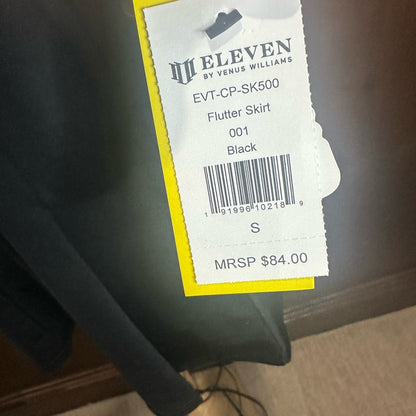 ELEVEN
BY VENUS WILLIAMS
EVT-CP-SK500
Flutter Skirt
001
Black
1 91996 10218 9
S
MRSP $84.00